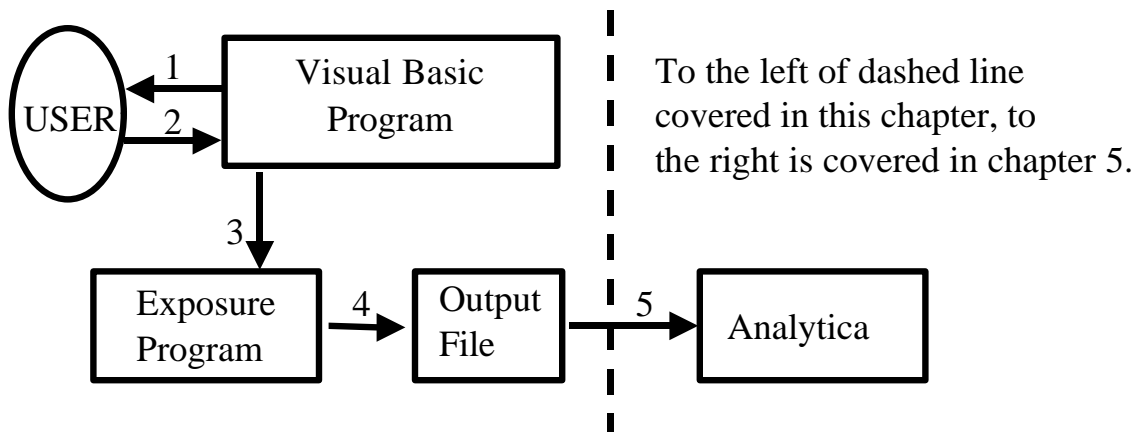 1
USER
2
Visual Basic
Program
To the left of dashed line
covered in this chapter, to
the right is covered in chapter 5.
3
Exposure
Program
4
Output
File
5
Analytica